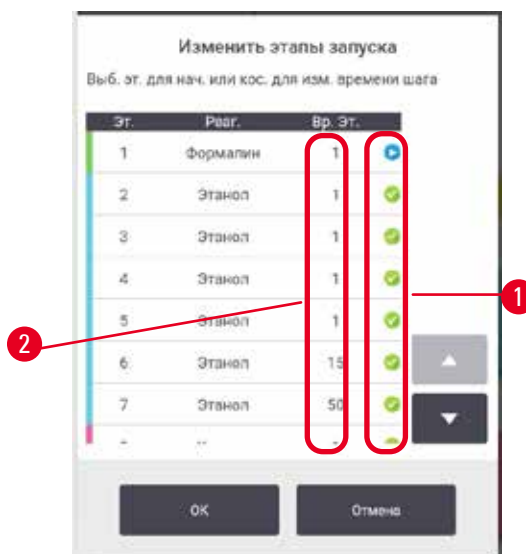 Изменить этапы запуска
Выб. эт. для нач. или кос. для изм. времени шага
Эт. Реаг. Вр. Эт.
1 Формалин 1
2 Этанол 1
3 Этанол 1
4 Этанол 1
5 Этанол 1
6 Этанол 15
7 Этанол 50
1
2
ОК Отмена